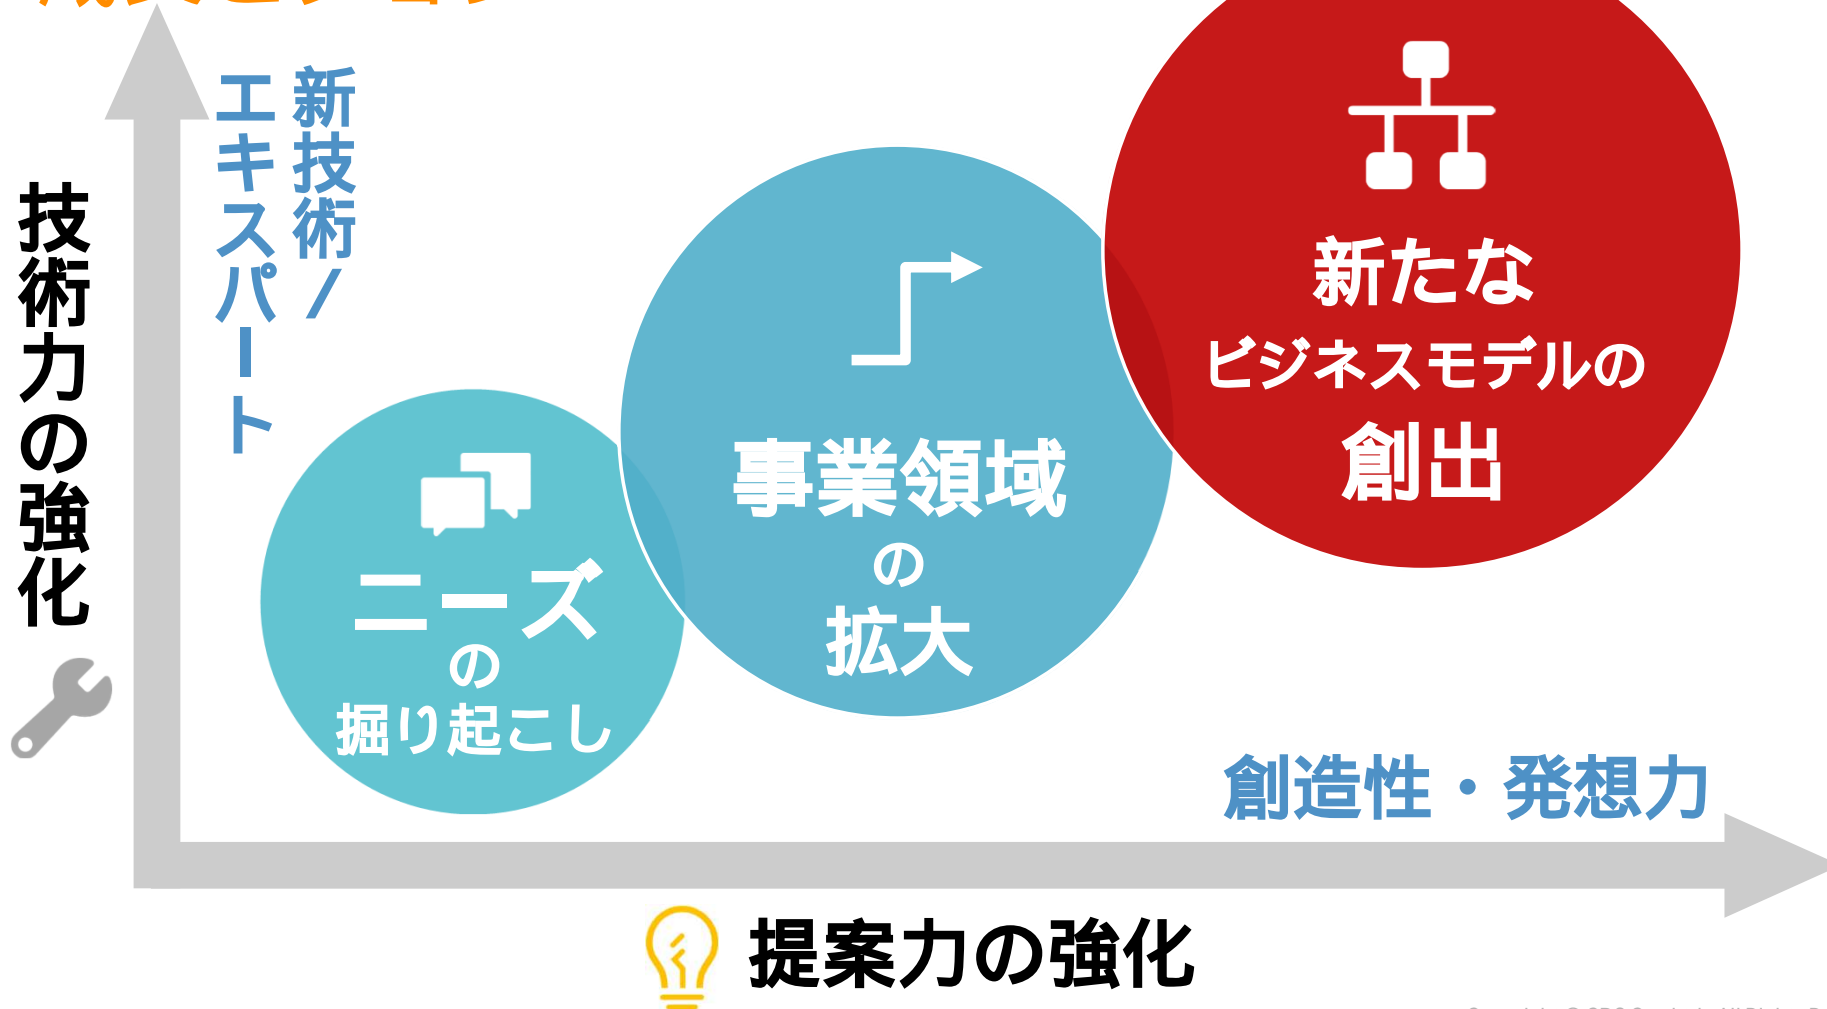 新技術/
エキスパート
技術力の強化
新たな
ビジネスモデルの
創出
事業領域
の
拡大
ニーズ
の
掘り起こし
創造性・発想力
提案力の強化